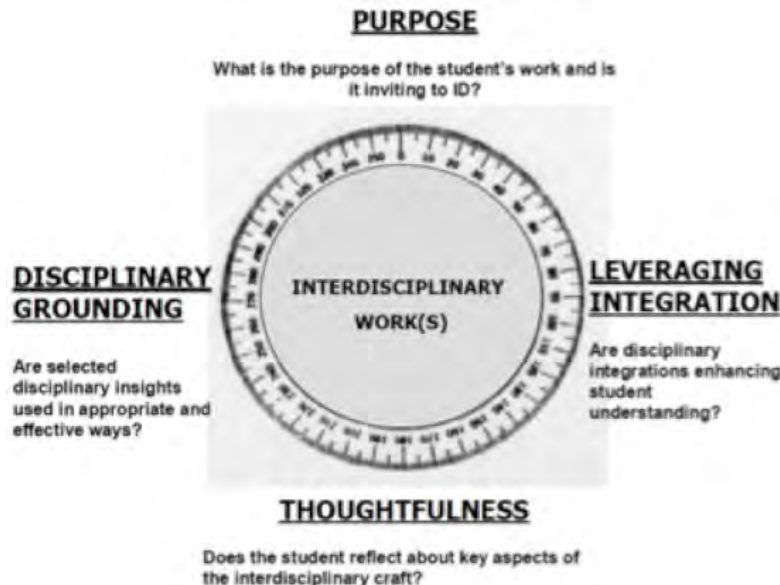 PURPOSE
What is the purpose of the student's work and is
it inviting to ID?
DISCIPLINARY
GROUNDING
Are selected
disciplinary insights
used in appropriate and
effective ways?
INTERDISCIPLINARY
WORK(S)
LEVERAGING
INTEGRATION
Are disciplinary
integrations enhancing
student
understanding?
THOUGHTFULNESS
Does the student reflect about key aspects of
the interdisciplinary craft?